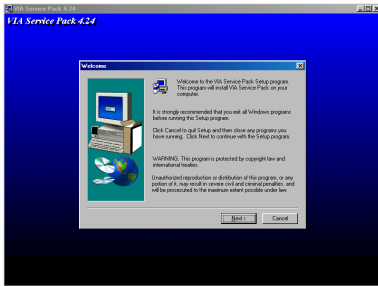 VIA Service Pack 4.24
VIA Service Pack 4.24
Welcome
Welcome to the VIA Service Pack Setup program.
This program will install VIA Service Pack on your
computer.
It is strongly recommended that you exit all Windows programs
before running this Setup program.
Click Cancel to quit Setup and then close any programs you
have running. Click Next to continue with the Setup program.
WARNING: This program is protected by copyright law and
international treaties.
Unauthorized reproduction or distribution of this program, or any
portion of it, may result in severe civil and criminal penalties, and
will be prosecuted to the maximum extent possible under law.
Next >
Cancel